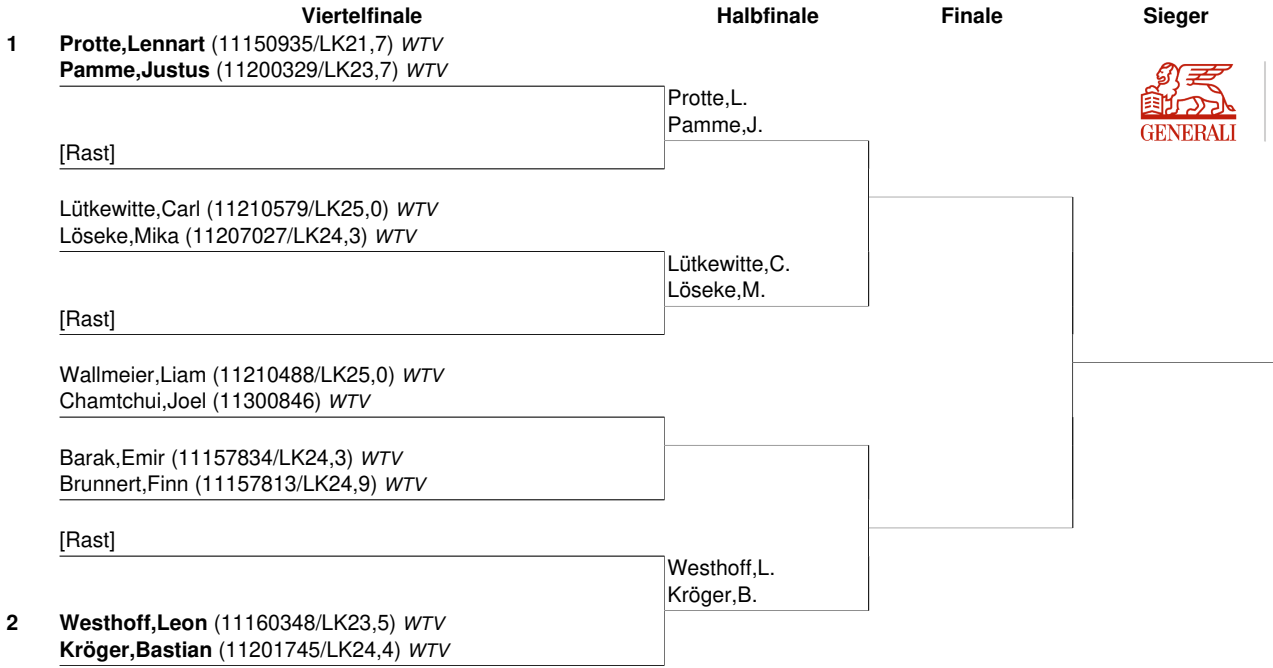 Viertelfinale Halbfinale Finale Sieger
1 Protte,Lennart (11150935/LK21,7) WTV
Pamme,Justus (11200329/LK23,7) WTV
Protte,L.
Pamme,J.
GENERALI
[Rast]
Lütkewitte,Carl (11210579/LK25,0) WTV
Löseke,Mika (11207027/LK24,3) WTV
Lütkewitte,C.
Löseke,M.
[Rast]
Wallmeier,Liam (11210488/LK25,0) WTV
Chamtchui,Joel (11300846) WTV
Barak,Emir (11157834/LK24,3) WTV
Brunnert,Finn (11157813/LK24,9) WTV
[Rast]
Westhoff,L.
Kröger,B.
2 Westhoff,Leon (11160348/LK23,5) WTV
Kröger,Bastian (11201745/LK24,4) WTV